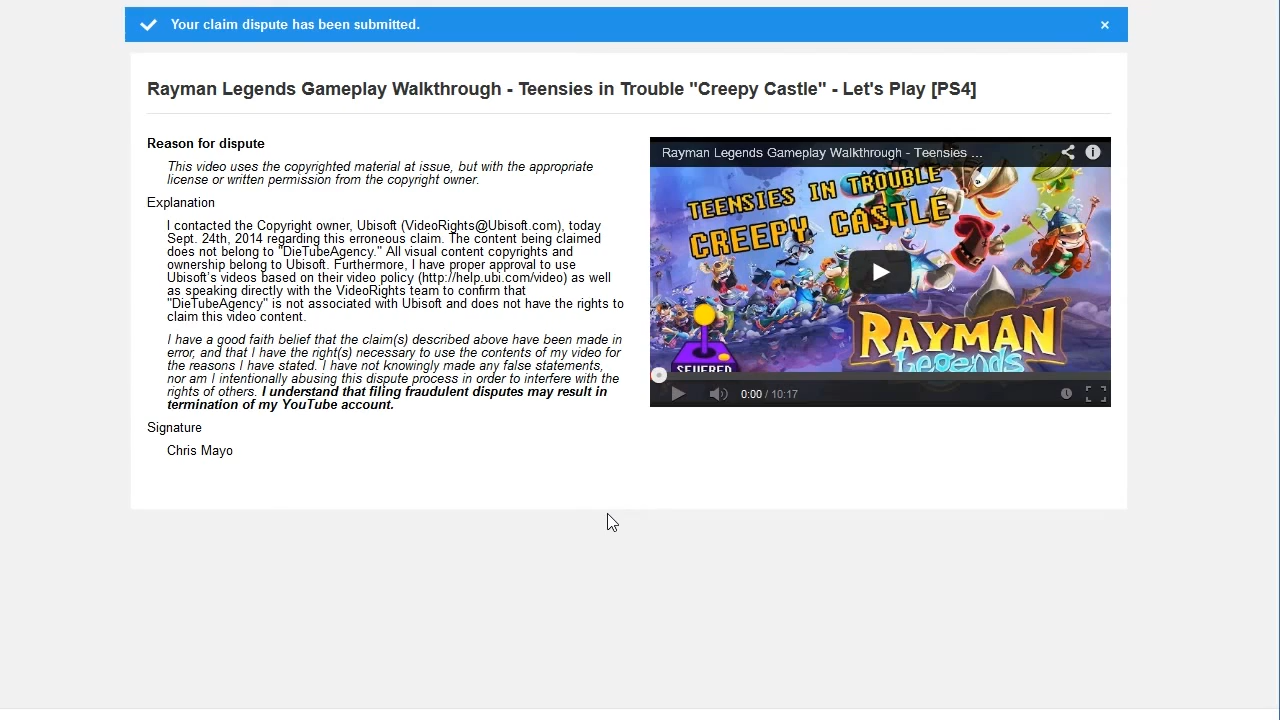 Your claim dispute has been submitted.
Rayman Legends Gameplay Walkthrough - Teensies in Trouble "Creepy Castle" - Let's Play [PS4]
Reason for dispute
This video uses the copyrighted material at issue, but with the appropriate
license or written permission from the copyright owner.
Explanation
I contacted the Copyright owner, Ubisoft (VideoRights@Ubisoft.com), today
Sept. 24th, 2014 regarding this erroneous claim. The content being claimed
does not belong to "DieTubeAgency." All visual content copyrights and
ownership belong to Ubisoft. Furthermore, I have proper approval to use
Ubisoft's videos based on their video policy (http://help.ubi.com/video) as well
as speaking directly with the VideoRights team to confirm that
"DieTubeAgency" is not associated with Ubisoft and does not have the rights to
claim this video content.
I have a good faith belief that the claim(s) described above have been made in
error, and that I have the right(s) necessary to use the contents of my video for
the reasons I have stated. I have not knowingly made any false statements,
nor am I intentionally abusing this dispute process in order to interfere with the
rights of others. I understand that filing fraudulent disputes may result in
termination of my YouTube account.
Signature
Chris Mayo
Rayman Legends Gameplay Walkthrough - Teensies ...
TEENSIES IN TROUBLE
CREEPY CASTLE
RAYMAN
Legends
SEVERED
0:00 / 10:17